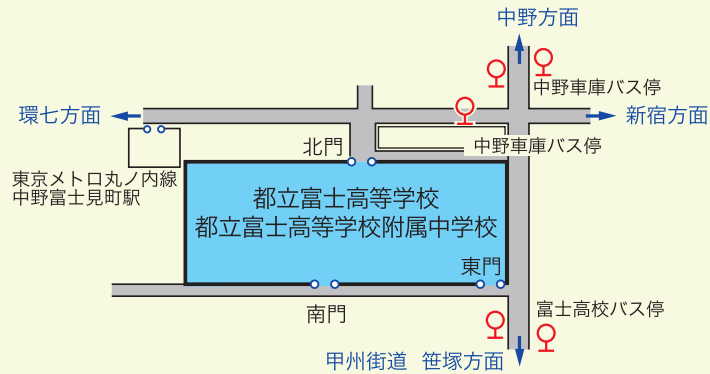 中野方面
中野車庫バス停
環七方面
新宿方面
北門
中野車庫バス停
東京メトロ丸ノ内線
中野富士見町駅
都立富士高等学校
都立富士高等学校附属中学校
東門
南門
富士高校バス停
甲州街道 笹塚方面